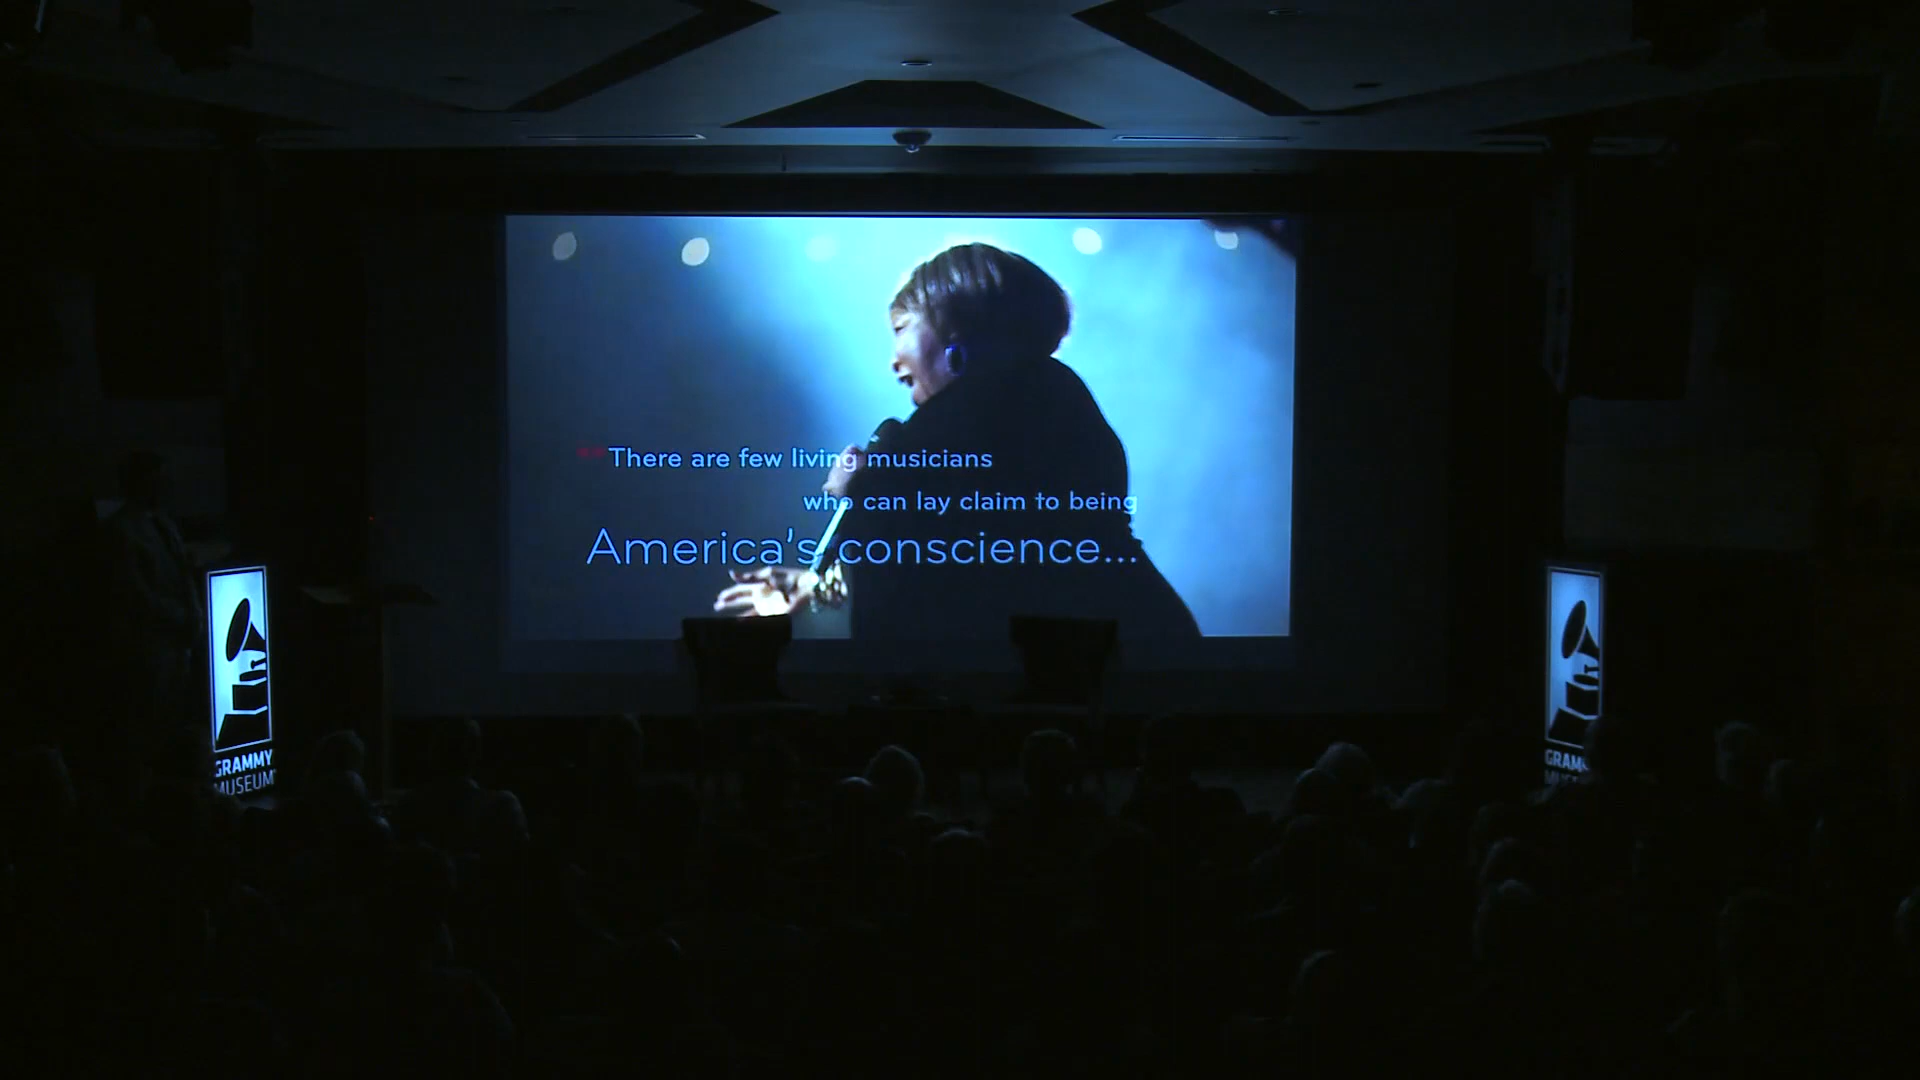 "There are few living musicians
who can lay claim to being
America's conscience...
GRAMMY
MUSEUM
GRAMMY